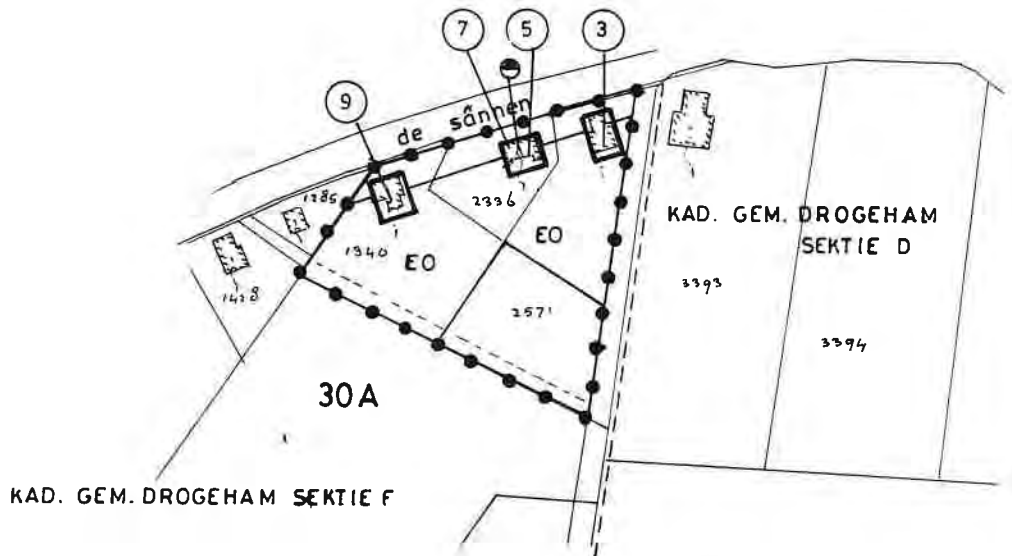 7 5 3
9
de sânnen
1285
2336
1340 EO
EO
1428
2571
30A
KAD. GEM. DROGEHAM
SEKTIE D
3393
3394
KAD. GEM. DROGEHAM SEKTIE F